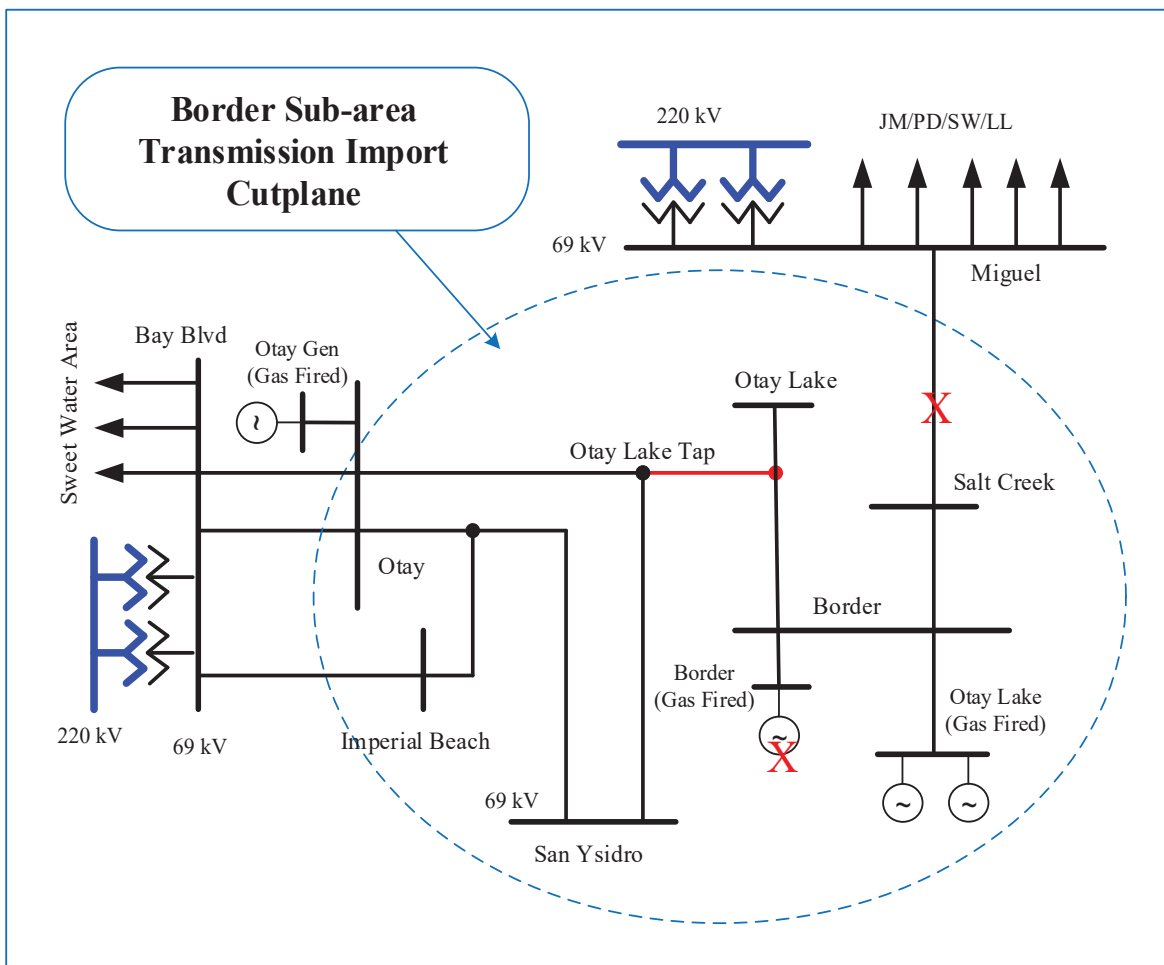 Border Sub-area
Transmission Import
Cutplane
220 kV
JM/PD/SW/LL
69 kV
Miguel
Bay Blvd
Sweet Water Area
Otay Gen
(Gas Fired)
~
Otay Lake
X
Otay Lake Tap
Salt Creek
Otay
Border
Border
(Gas Fired)
~
X
Otay Lake
(Gas Fired)
~ ~
Imperial Beach
220 kV
69 kV
69 kV
San Ysidro